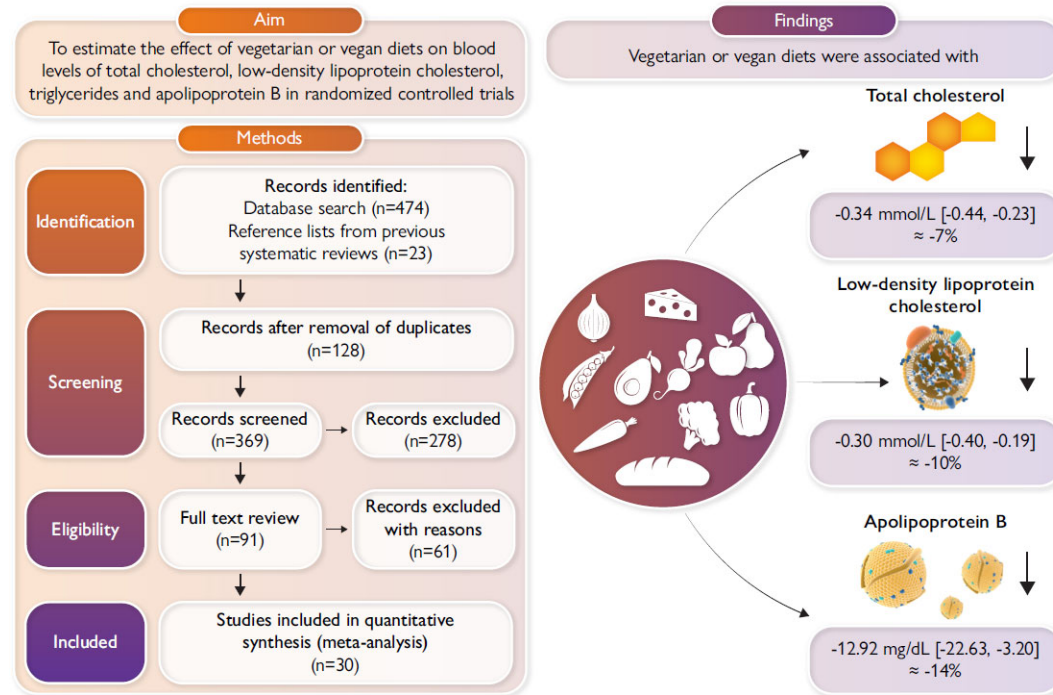 Aim
To estimate the effect of vegetarian or vegan diets on blood
levels of total cholesterol, low-density lipoprotein cholesterol,
triglycerides and apolipoprotein B in randomized controlled trials
Methods
Identification
Records identified:
Database search (n=474)
Reference lists from previous
systematic reviews (n=23)
Screening
Records after removal of duplicates
(n=128)
Records screened
(n=369)
Records excluded
(n=278)
Eligibility
Full text review
(n=91)
Records excluded
with reasons
(n=61)
Included
Studies included in quantitative
synthesis (meta-analysis)
(n=30)
Findings
Vegetarian or vegan diets were associated with
Total cholesterol
-0.34 mmol/L [-0.44, -0.23]
≈ -7%
Low-density lipoprotein
cholesterol
-0.30 mmol/L [-0.40, -0.19]
≈ -10%
Apolipoprotein B
-12.92 mg/dL [-22.63, -3.20]
≈ -14%